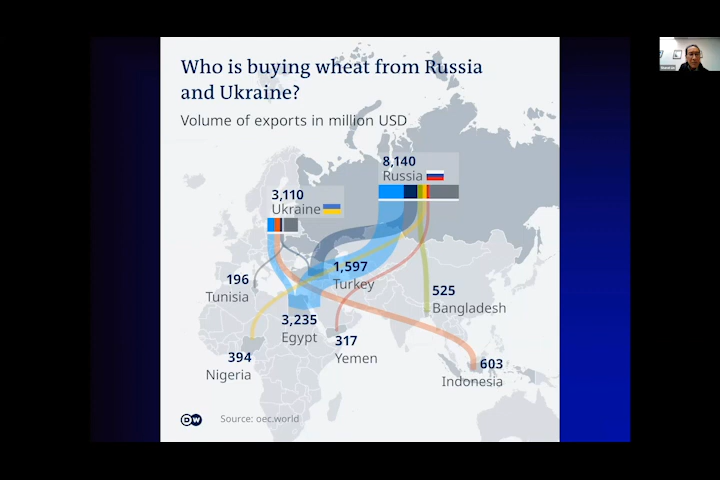 Who is buying wheat from Russia
and Ukraine?
Volume of exports in million USD
8,140
Russia
3,110
Ukraine
1,597
Turkey
196
Tunisia
525
Bangladesh
3,235
Egypt
317
Yemen
394
Nigeria
603
Indonesia
DW
Source: oec.world